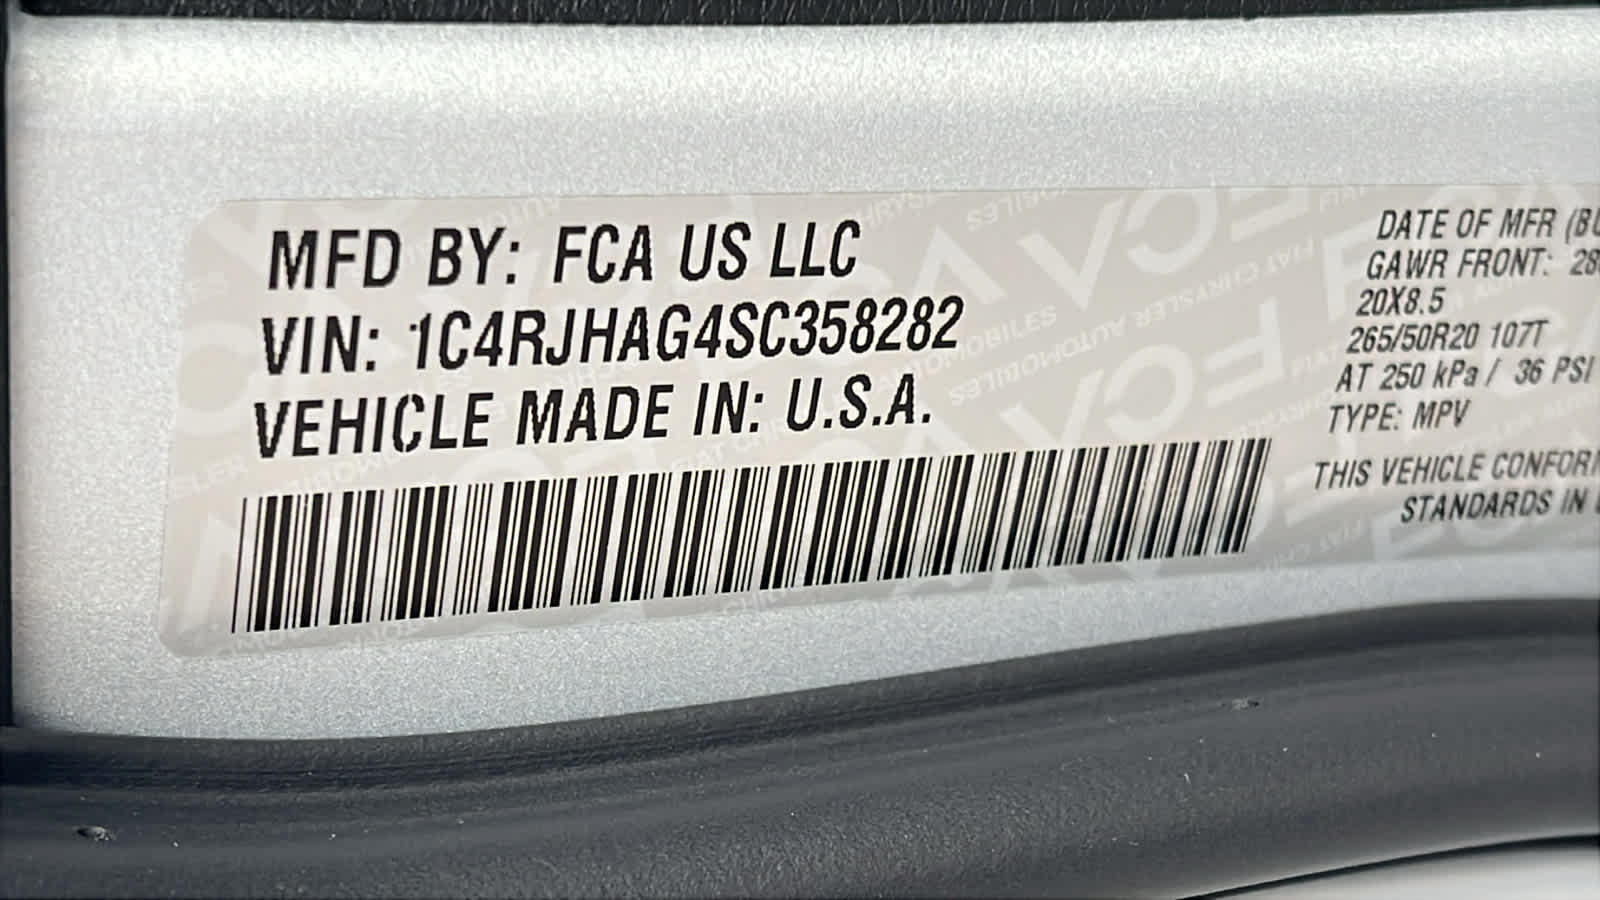 MFD BY: FCA US LLC
VIN: 1C4RJHAG4SC358282
VEHICLE MADE IN: U.S.A.
DATE OF MFR
GAWR FRONT:
20X8.5
265/50R20 107T
AT 250 kPa / 36 PSI
TYPE: MPV
THIS VEHICLE
STANDARDS IN